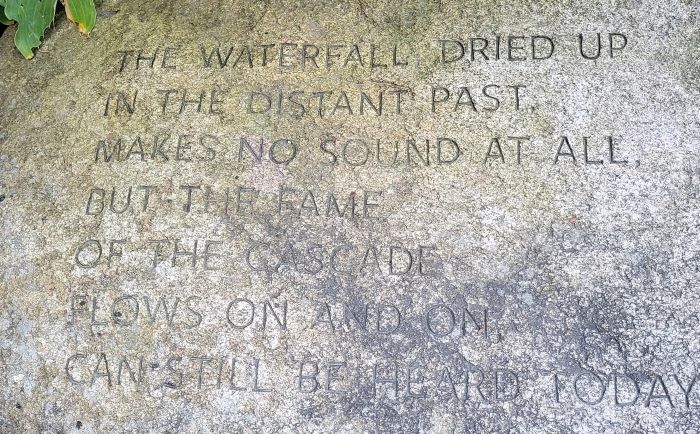 THE WATERFALL DRIED UP
IN THE DISTANT PAST,
MAKES NO SOUND AT ALL,
BUT THE FAME
OF THE CASCADE
FLOWS ON AND ON,
CAN STILL BE HEARD TODAY